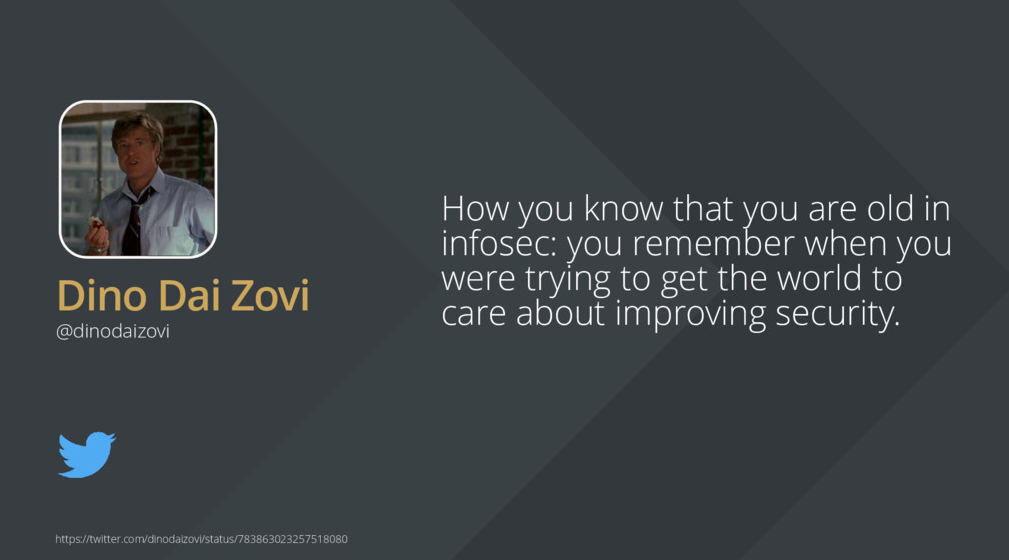 Dino Dai Zovi
@dinodaizovi
How you know that you are old in
infosec: you remember when you
were trying to get the world to
care about improving security.
https://twitter.com/dinodaizovi/status/783863023257518080